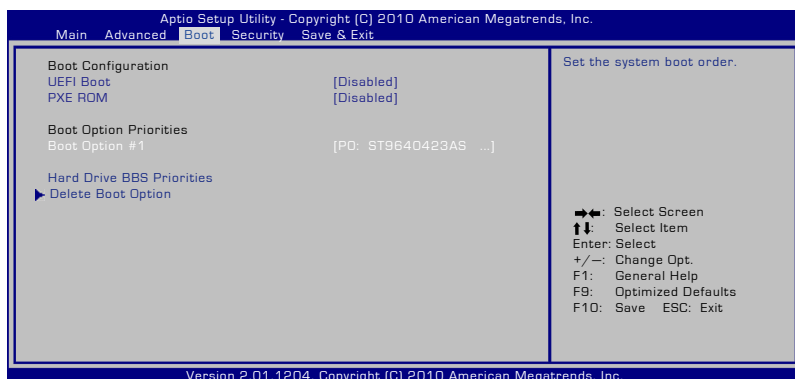 Aptio Setup Utility - Copyright (C) 2010 American Megatrends, Inc.
Main Advanced Boot Security Save & Exit
Boot Configuration
UEFI Boot [Disabled]
PXE ROM [Disabled]
Boot Option Priorities
Boot Option #1 [P0: ST9640423AS ...]
Hard Drive BBS Priorities
Delete Boot Option
Set the system boot order.
→←: Select Screen
↑↓: Select Item
Enter: Select
+/—: Change Opt.
F1: General Help
F9: Optimized Defaults
F10: Save ESC: Exit
Version 2.01.1204. Copyright (C) 2010 American Megatrends, Inc.